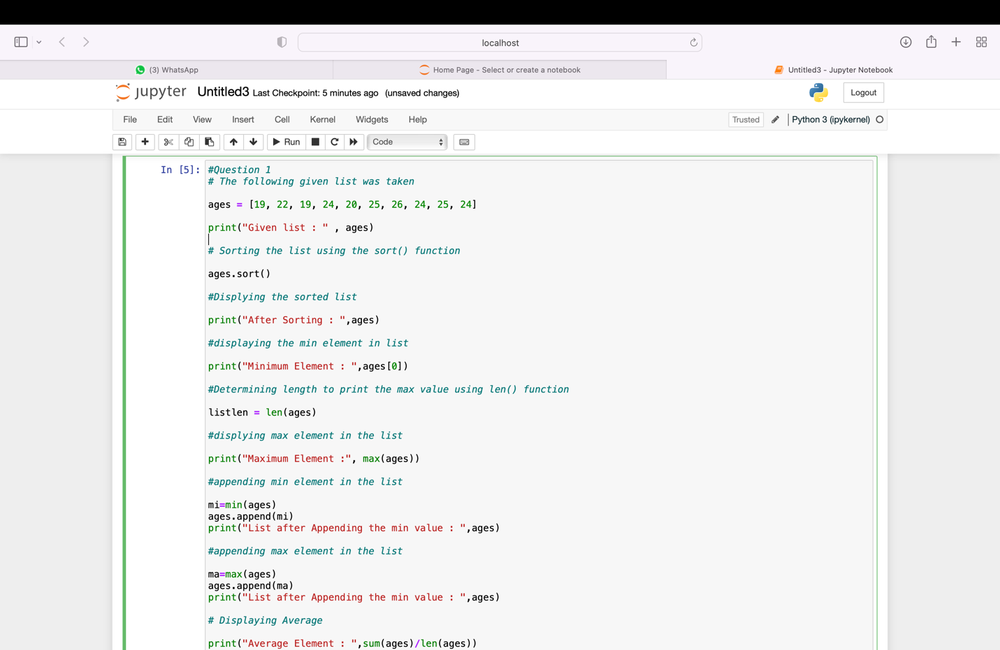 localhost
(3) WhatsApp
Home Page - Select or create a notebook
Untitled3 - Jupyter Notebook
jupyter Untitled3 Last Checkpoint: 5 minutes ago (unsaved changes)
Logout
File Edit View Insert Cell Kernel Widgets Help
Trusted
Python 3 (ipykernel)
Run
Code
In [5]:
#Question 1
# The following given list was taken
ages = [19, 22, 19, 24, 20, 25, 26, 24, 25, 24]
print("Given list : " , ages)
# Sorting the list using the sort() function
ages.sort()
#Displying the sorted list
print("After Sorting : ",ages)
#displaying the min element in list
print("Minimum Element : ",ages[0])
#Determining length to print the max value using len() function
listlen = len(ages)
#displying max element in the list
print("Maximum Element :", max(ages))
#appending min element in the list
mi=min(ages)
ages.append(mi)
print("List after Appending the min value : ",ages)
#appending max element in the list
ma=max(ages)
ages.append(ma)
print("List after Appending the min value : ",ages)
# Displaying Average
print("Average Element : ",sum(ages)/len(ages))